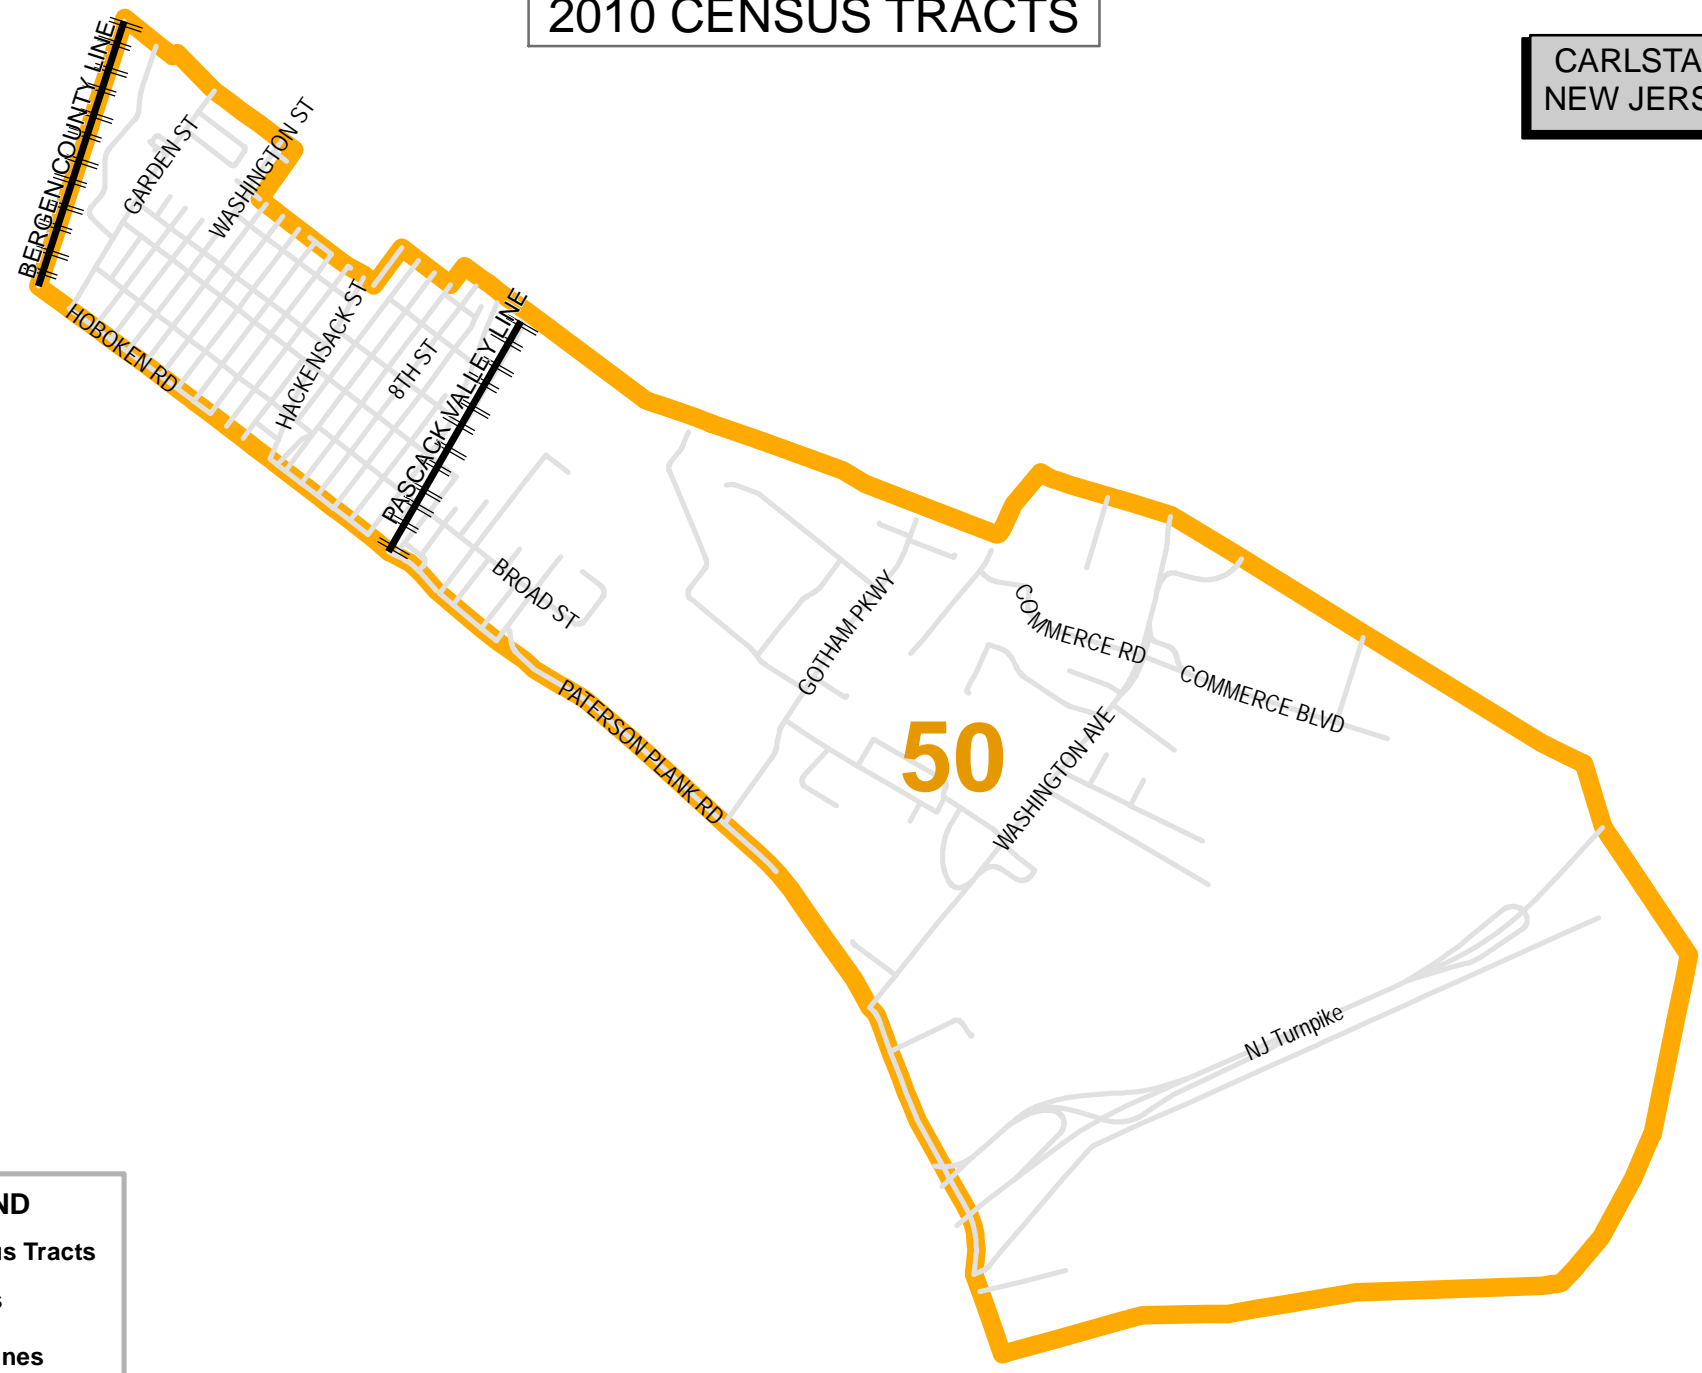 2010 CENSUS TRACTS
CARLSTA
NEW JERS
BERGEN COUNTY LINE
GARDEN ST
WASHINGTON ST
HOBOKEN RD
HACKENSACK ST
8TH ST
PASCACK VALLEY LINE
BROAD ST
GOTHAM PKWY
COMMERCE RD
COMMERCE BLVD
PATERSON PLANK RD
50
WASHINGTON AVE
NJ Turnpike
ND
us Tracts
s
nes